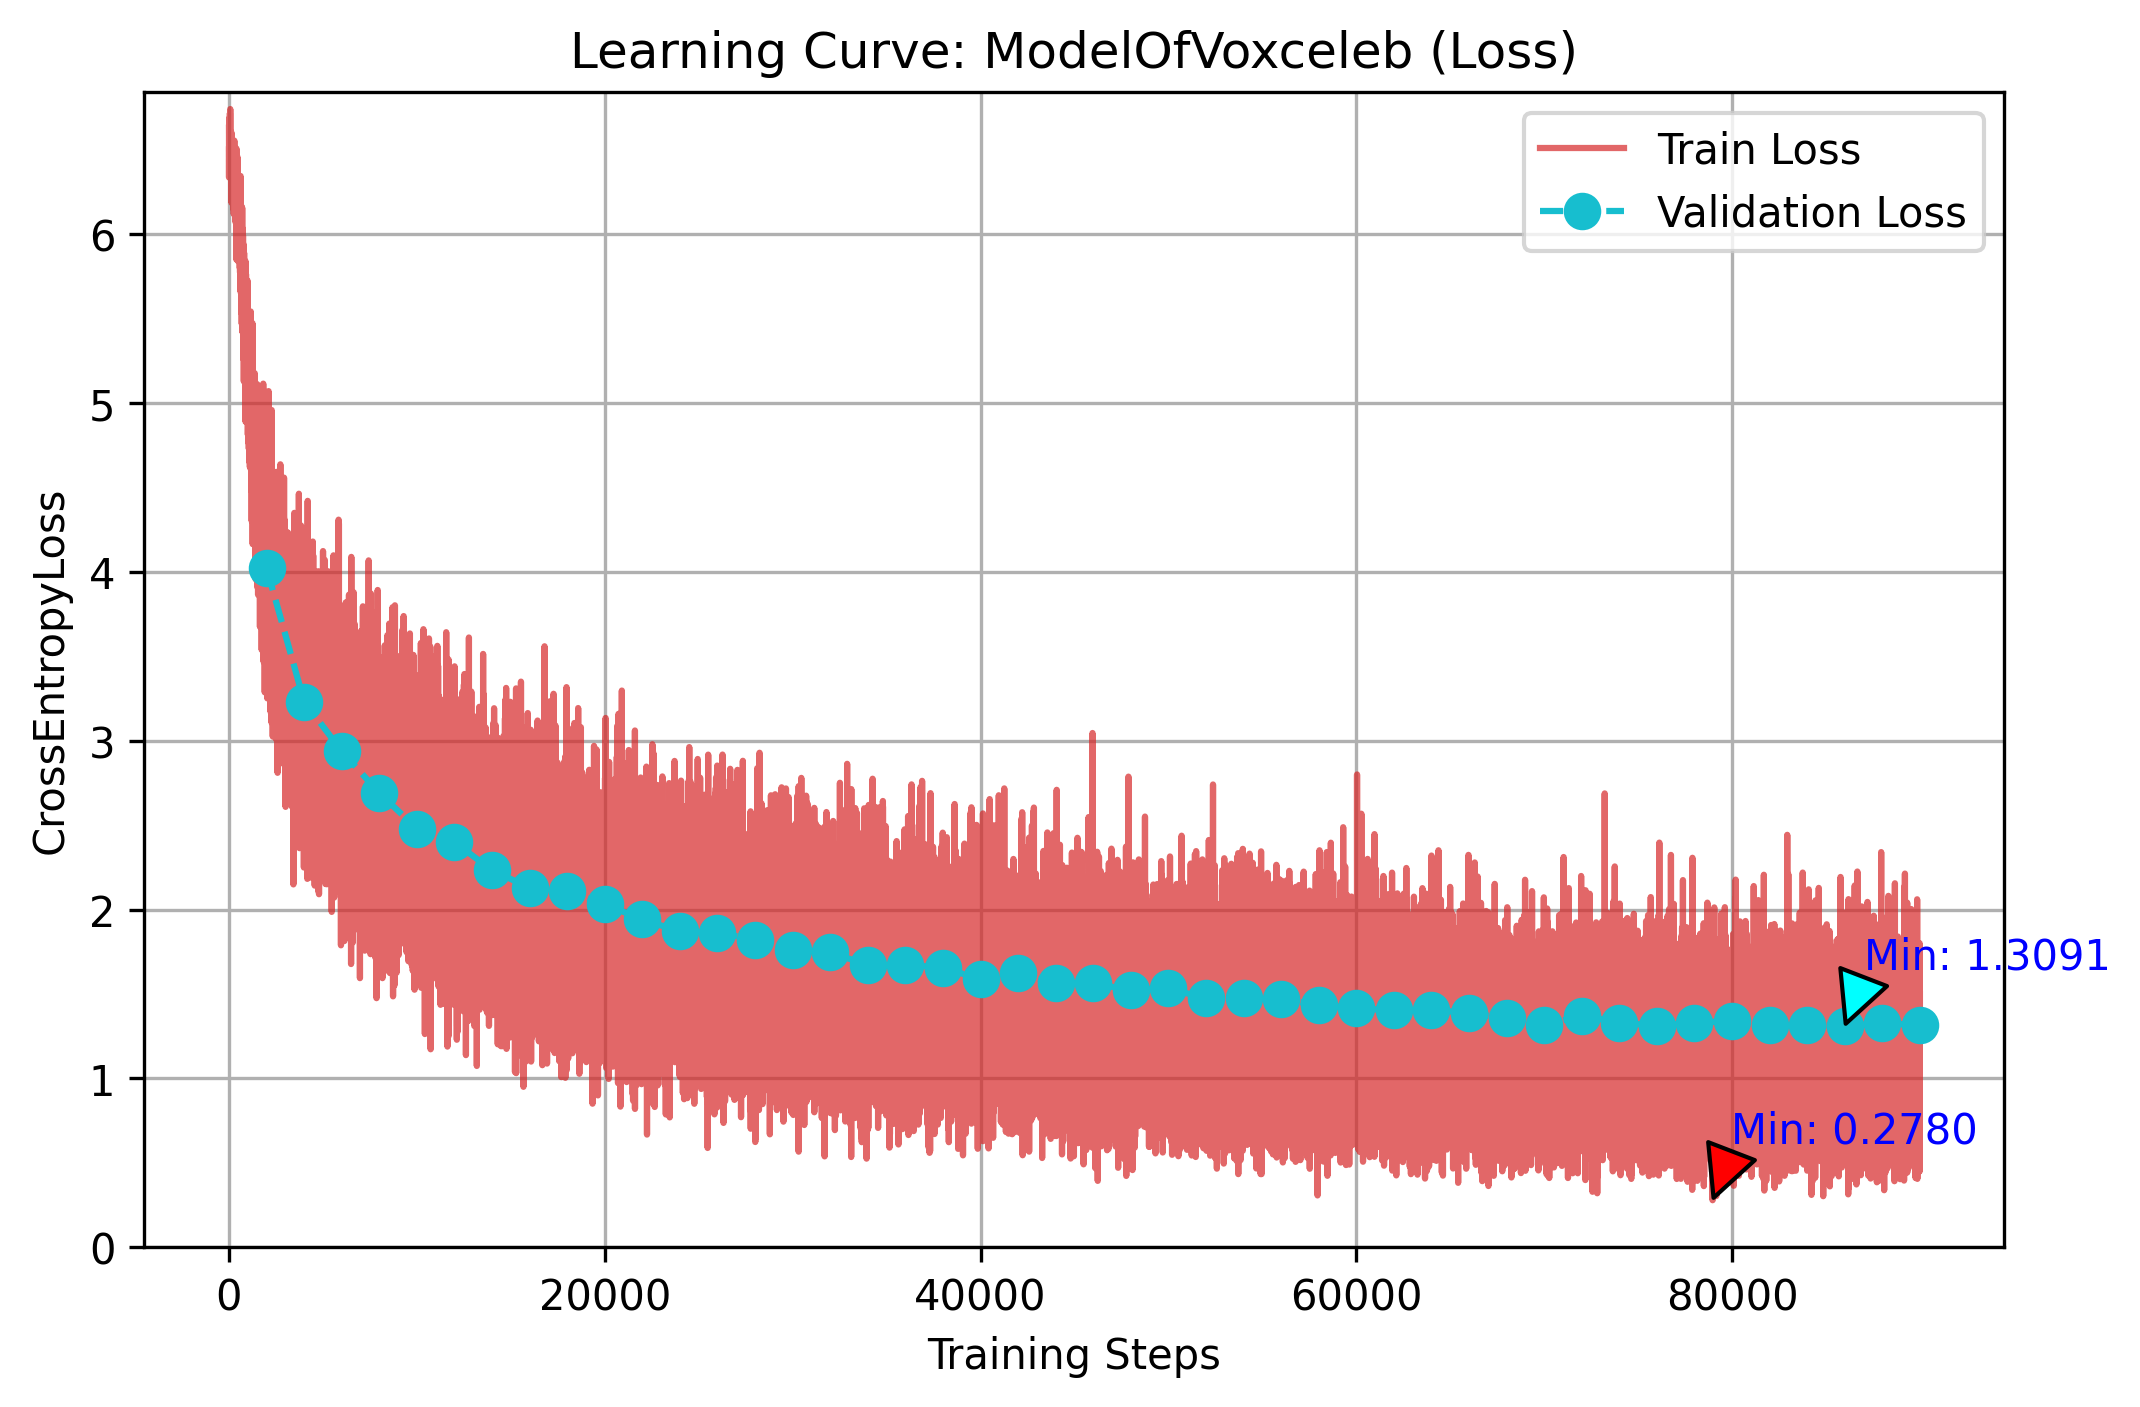 Learning Curve: ModelOfVoxceleb (Loss)
Train Loss
Validation Loss
CrossEntropyLoss
6
5
4
3
2
1
0
Min: 1.3091
Min: 0.2780
0
20000
40000
60000
80000
Training Steps